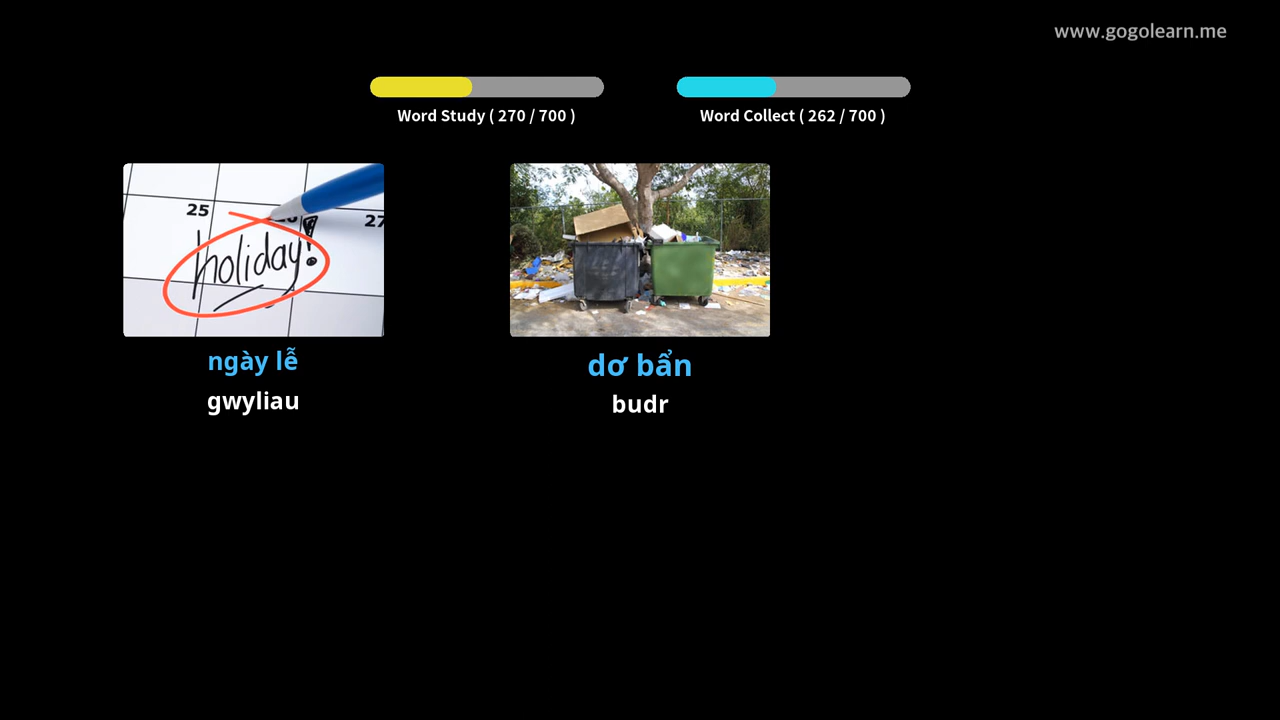 www.gogolearn.me
Word Study ( 270 / 700 )
Word Collect ( 262 / 700 )
25
27
holiday!
ngày lễ
gwyliau
dơ bẩn
budr